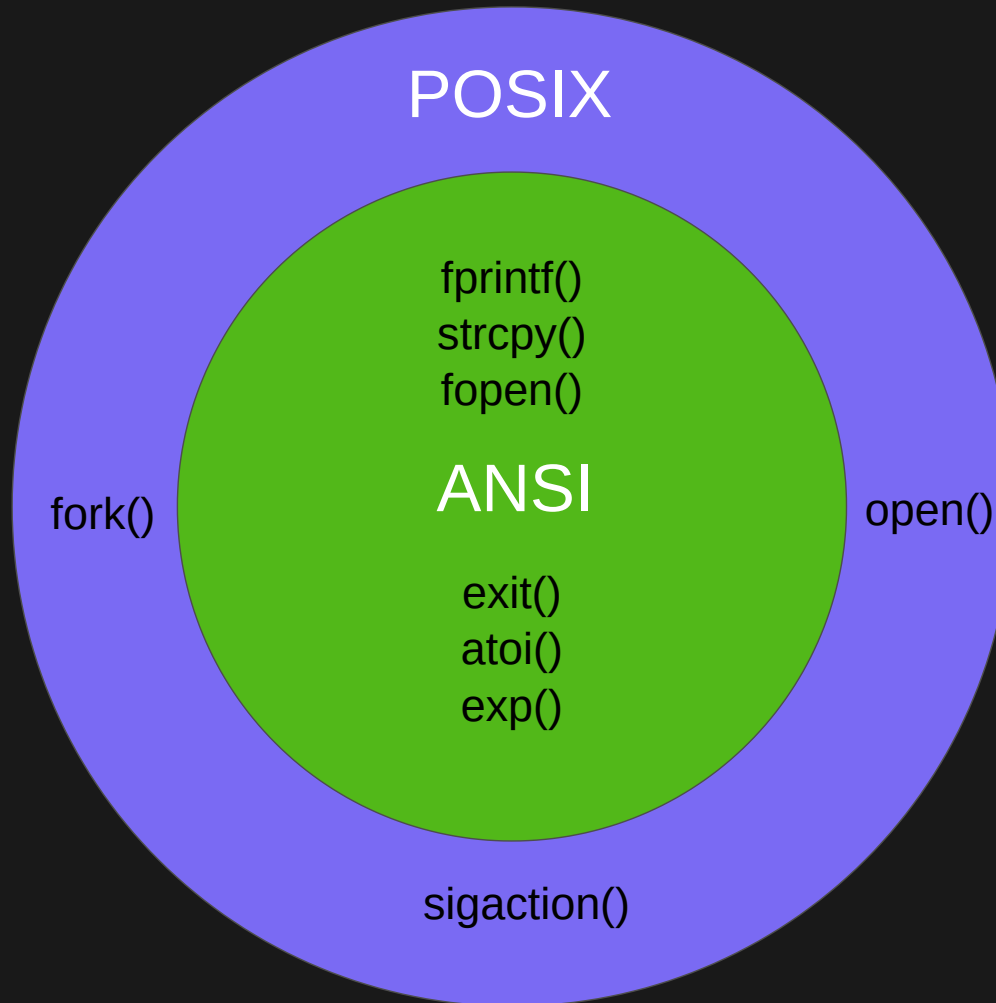 POSIX
fprintf()
strcpy()
fopen()
ANSI
fork()
open()
exit()
atoi()
exp()
sigaction()